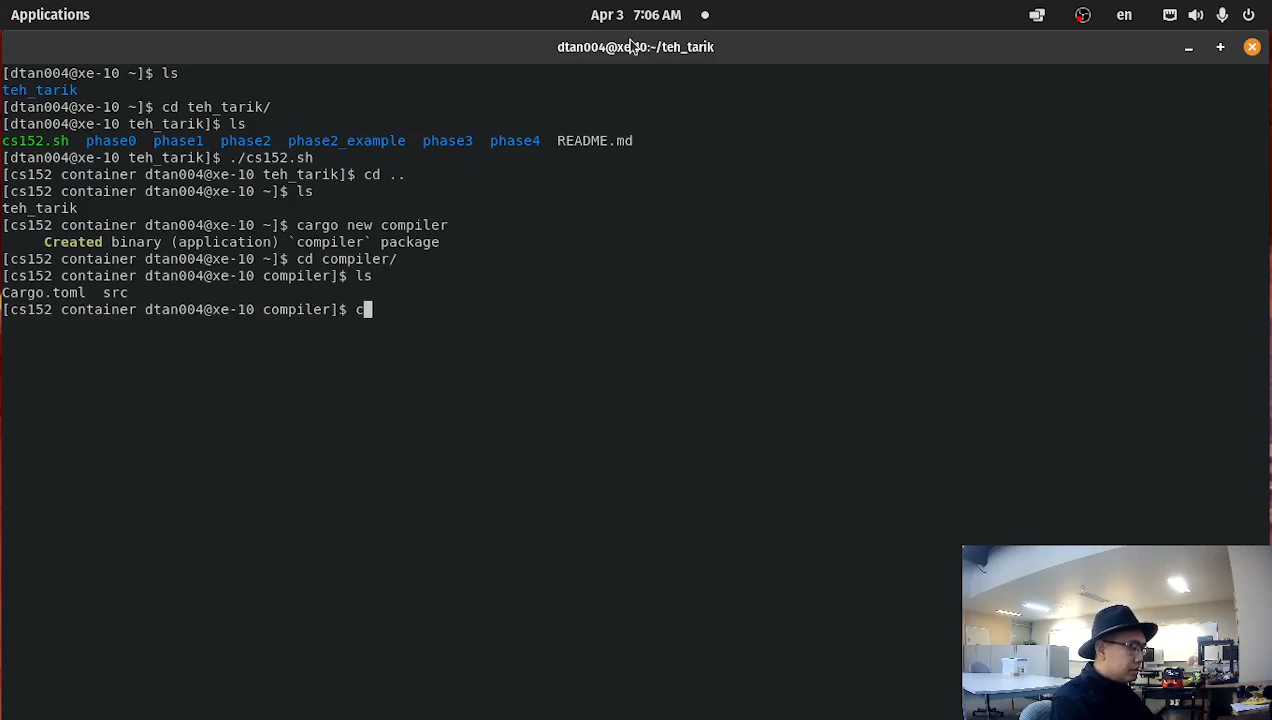 Applications
Apr 3 7:06 AM
en
dtan004@xe-10:~/teh_tarik
[dtan004@xe-10 ~]$ ls
teh_tarik
[dtan004@xe-10 ~]$ cd teh_tarik/
[dtan004@xe-10 teh_tarik]$ ls
cs152.sh phase0 phase1 phase2 phase2_example phase3 phase4 README.md
[dtan004@xe-10 teh_tarik]$ ./cs152.sh
[cs152 container dtan004@xe-10 teh_tarik]$ cd ..
[cs152 container dtan004@xe-10 ~]$ ls
teh_tarik
[cs152 container dtan004@xe-10 ~]$ cargo new compiler
Created binary (application) `compiler` package
[cs152 container dtan004@xe-10 ~]$ cd compiler/
[cs152 container dtan004@xe-10 compiler]$ ls
Cargo.toml src
[cs152 container dtan004@xe-10 compiler]$ c